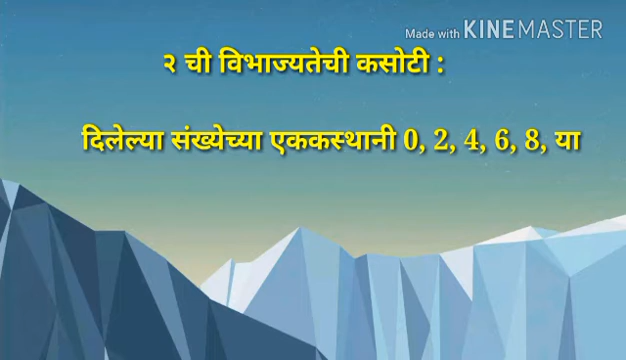 Made with KINEMASTER
२ ची विभाज्यतेची कसोटी :
दिलेल्या संख्येच्या एककस्थानी 0, 2, 4, 6, 8, या